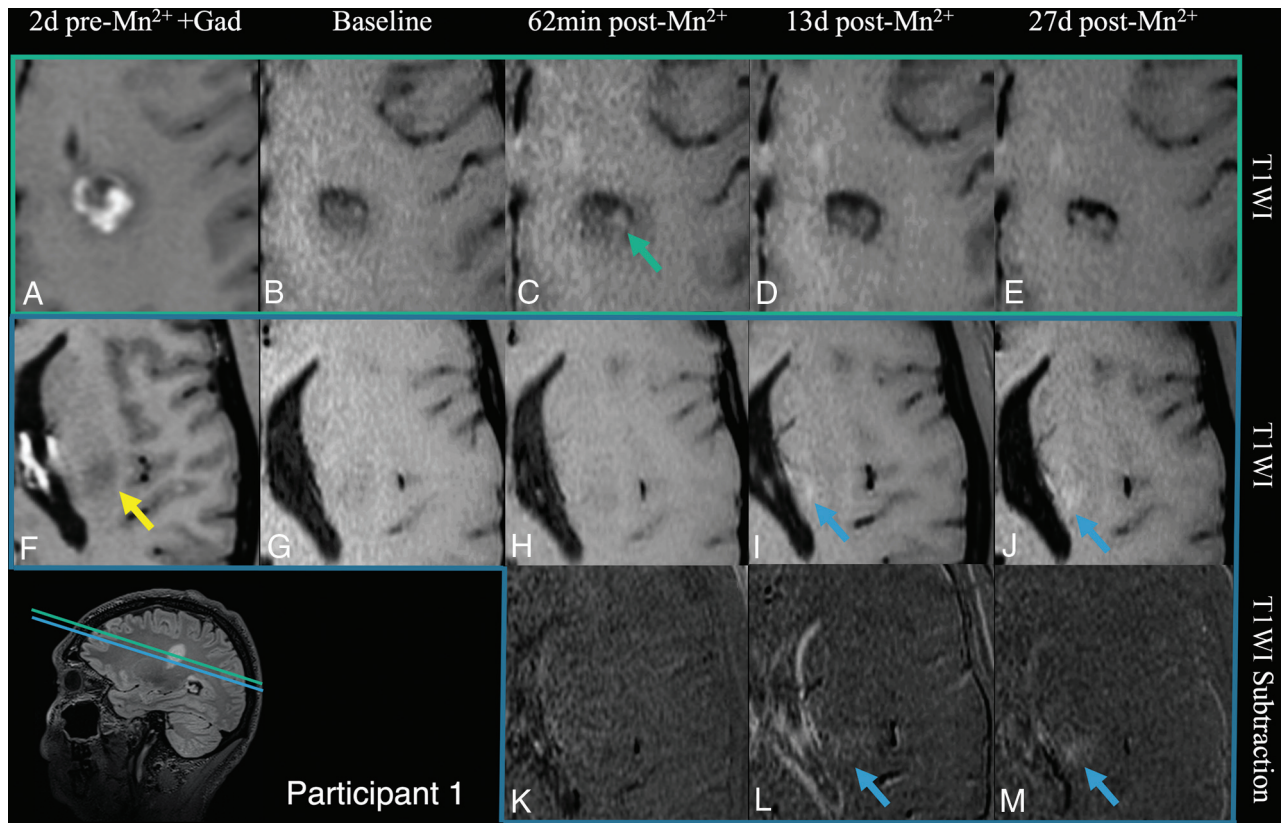 2d pre-Mn²⁺ +Gad Baseline 62min post-Mn²⁺ 13d post-Mn²⁺ 27d post-Mn²⁺
A B C D E
T1WI
F G H I J
T1WI
Participant 1
K L M
T1WI Subtraction